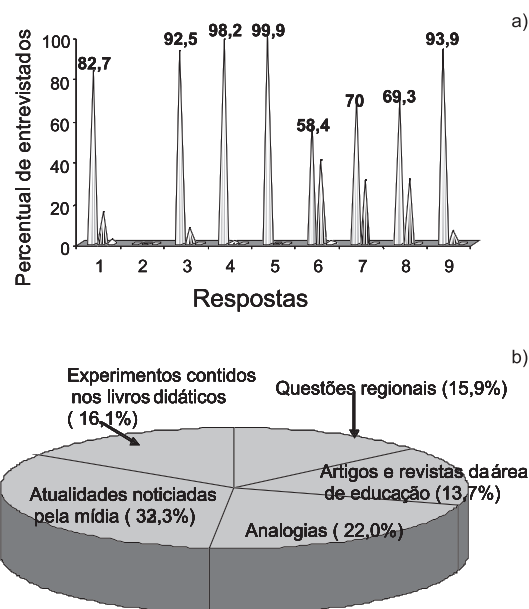 a)
Percentual de entrevistados
100
80
60
40
20
0
82,7
92,5
98,2
99,9
58,4
70
69,3
93,9
1 2 3 4 5 6 7 8 9
Respostas
b)
Experimentos contidos
nos livros didáticos
( 16,1%)
Questões regionais (15,9%)
Artigos e revistas da área
de educação (13,7%)
Atualidades noticiadas
pela mídia ( 32,3%)
Analogias ( 22,0%)